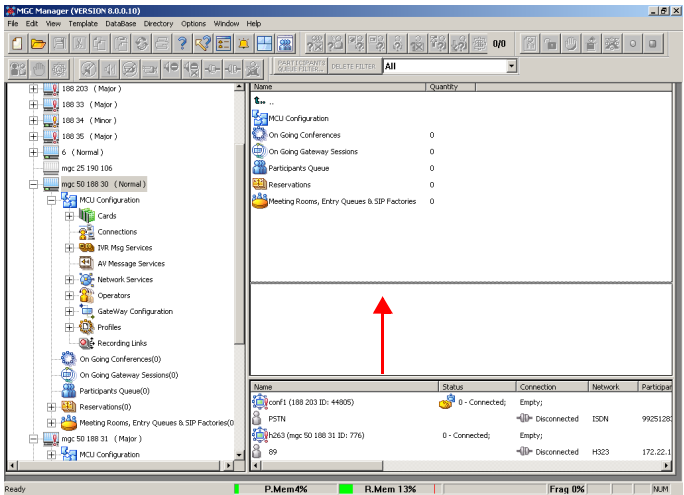 MGC Manager (VERSION 8.0.0.10)
File Edit View Template DataBase Directory Options Window Help
0/0
PARTICIPANTS QUEUE FILTER... DELETE FILTER All
188 203 (Major)
188 33 (Major)
188 34 (Minor)
188 35 (Major)
6 (Normal)
mgc 25 190 106
mgc 50 188 30 (Normal)
MCU Configuration
Cards
Connections
IVR Msg Services
AV Message Services
Network Services
Operators
GateWay Configuration
Profiles
Recording Links
On Going Conferences(0)
On Going Gateway Sessions(0)
Participants Queue(0)
Reservations(0)
Meeting Rooms, Entry Queues & SIP Factories(0
mgc 50 188 31 (Major)
MCU Configuration
Name Quantity
..
MCU Configuration
On Going Conferences 0
On Going Gateway Sessions 0
Participants Queue 0
Reservations 0
Meeting Rooms, Entry Queues & SIP Factories 0
Name Status Connection Network Participar
conf1 (188 203 ID: 44805) 0 - Connected; Empty;
PSTN Disconnected ISDN 9925128
h263 (mgc 50 188 31 ID: 776) 0 - Connected; Empty;
89 Disconnected H323 172.22.1
Ready P.Mem4% R.Mem 13% Frag 0% NUM